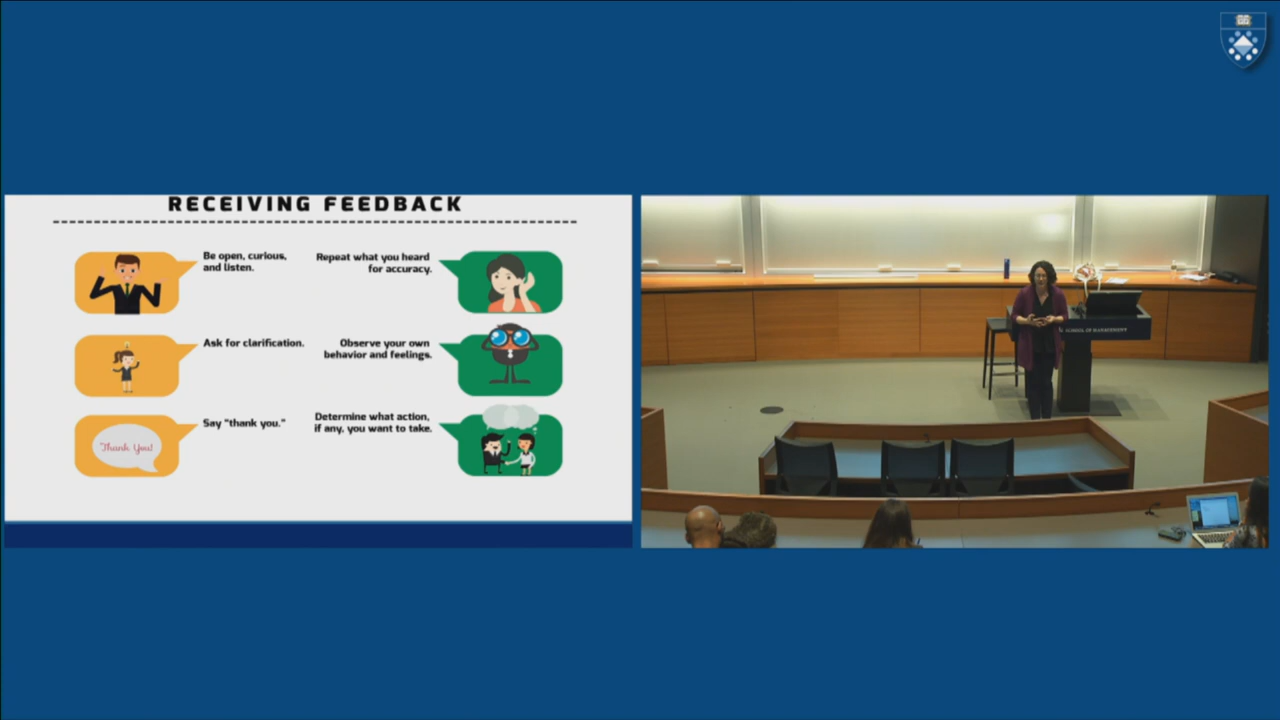 RECEIVING FEEDBACK
Be open, curious,
and listen.
Repeat what you heard
for accuracy.
Ask for clarification.
Observe your own
behavior and feelings.
Say “thank you.”
Thank You!
Determine what action,
if any, you want to take.
SCHOOL OF MANAGEMENT